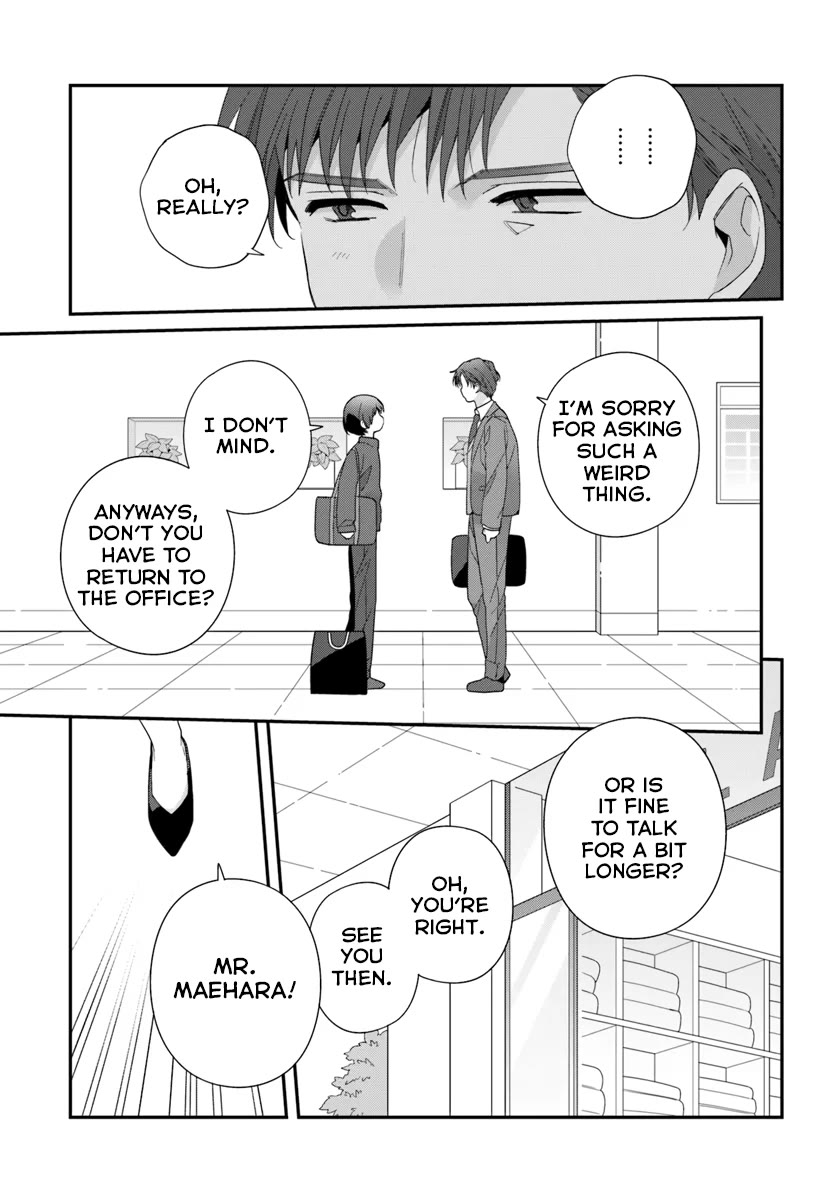 ......
OH,
REALLY?
I'M SORRY
FOR ASKING
SUCH A
WEIRD
THING.
I DON'T
MIND.
ANYWAYS,
DON'T YOU
HAVE TO
RETURN TO
THE OFFICE?
OR IS
IT FINE
TO TALK
FOR A BIT
LONGER?
OH,
YOU'RE
RIGHT.
SEE
YOU
THEN.
MR.
MAEHARA!